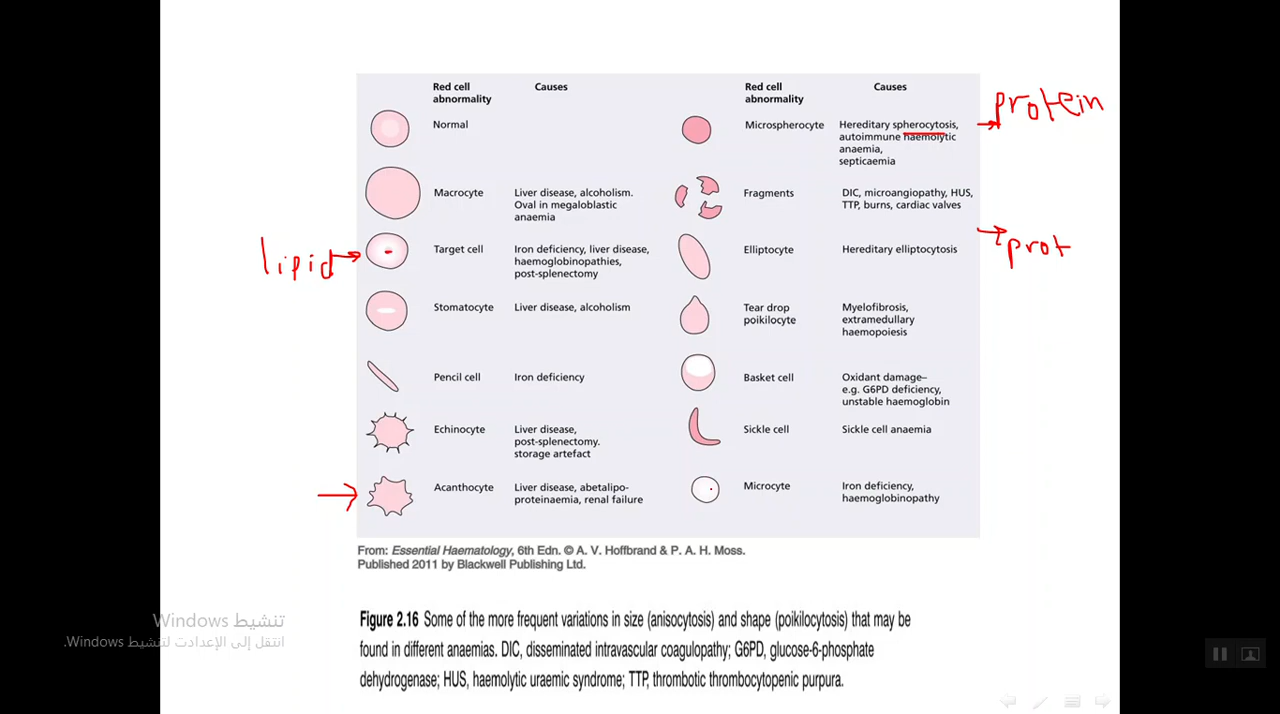 Red cell abnormality Causes
Normal
Macrocyte Liver disease, alcoholism.
Oval in megaloblastic
anaemia
lipid
Target cell Iron deficiency, liver disease,
haemoglobinopathies,
post-splenectomy
Stomatocyte Liver disease, alcoholism
Pencil cell Iron deficiency
Echinocyte Liver disease,
post-splenectomy.
storage artefact
Acanthocyte Liver disease, abetalipo-
proteinaemia, renal failure
Red cell abnormality Causes
Microspherocyte Hereditary spherocytosis,
autoimmune haemolytic
anaemia,
septicaemia
protein
Fragments DIC, microangiopathy, HUS,
TTP, burns, cardiac valves
Elliptocyte Hereditary elliptocytosis
prot
Tear drop Myelofibrosis,
poikilocyte extramedullary
haemopoiesis
Basket cell Oxidant damage–
e.g. G6PD deficiency,
unstable haemoglobin
Sickle cell Sickle cell anaemia
Microcyte Iron deficiency,
haemoglobinopathy
From: Essential Haematology, 6th Edn. © A. V. Hoffbrand & P. A. H. Moss.
Published 2011 by Blackwell Publishing Ltd.
Figure 2.16 Some of the more frequent variations in size (anisocytosis) and shape (poikilocytosis) that may be
found in different anaemias. DIC, disseminated intravascular coagulopathy; G6PD, glucose-6-phosphate
dehydrogenase; HUS, haemolytic uraemic syndrome; TTP, thrombotic thrombocytopenic purpura.
تنشيط Windows
انتقل إلى الإعدادات لتنشيط Windows.